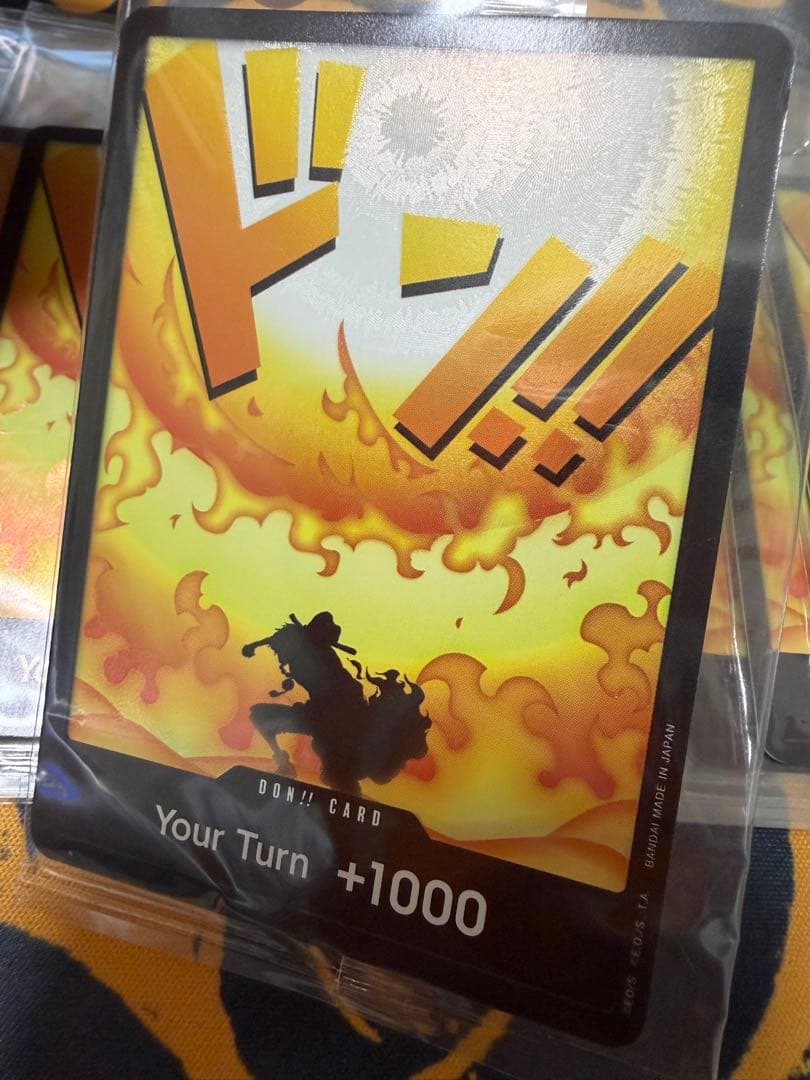 ドン!!
DON!! CARD
Your Turn +1000
©E.O/S ©E.O./S.,T.A BANDAI MADE IN JAPAN